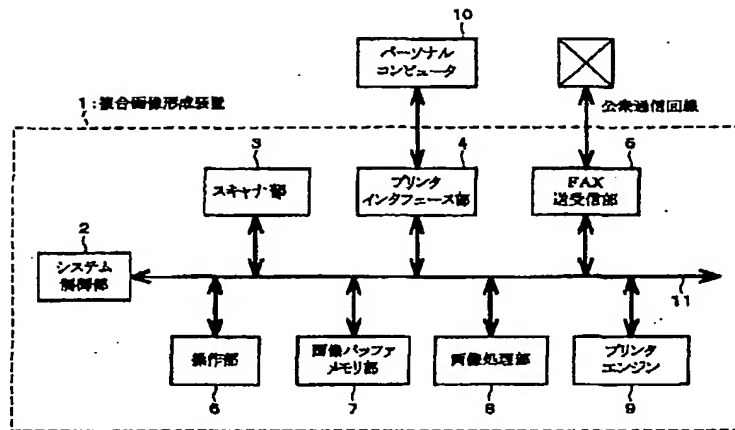 10
パーソナル
コンピュータ
1:複合画像形成装置
公衆通信回線
3
4
5
スキャナ部
プリンタ
インタフェース部
FAX
送受信部
2
システム
制御部
11
操作部
画像バッファ
メモリ部
画像処理部
プリンタ
エンジン
6
7
8
9